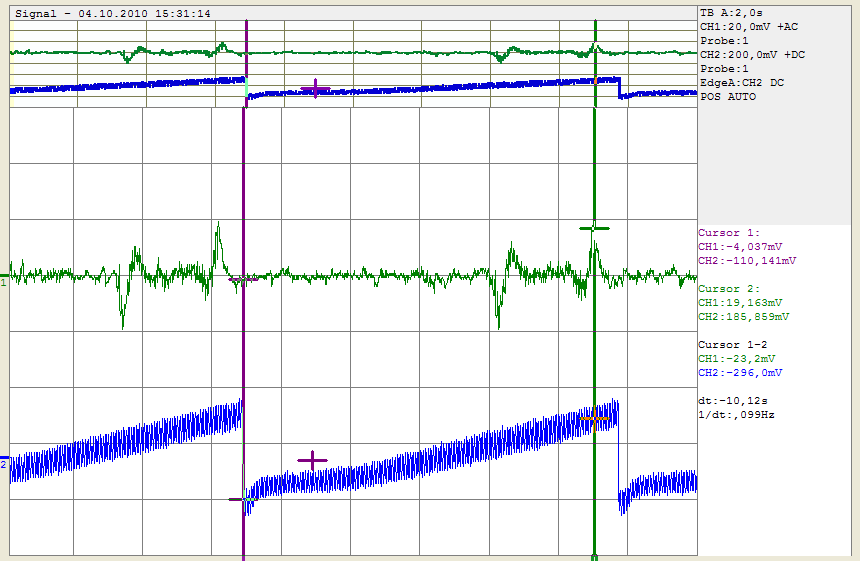 Signal - 04.10.2010 15:31:14
TB A:2,0s
CH1:20,0mV +AC
Probe:1
CH2:200,0mV +DC
Probe:1
EdgeA:CH2 DC
POS AUTO
Cursor 1:
CH1:-4,037mV
CH2:-110,141mV
Cursor 2:
CH1:19,163mV
CH2:185,859mV
Cursor 1-2
CH1:-23,2mV
CH2:-296,0mV
dt:-10,12s
1/dt:,099Hz
1
2